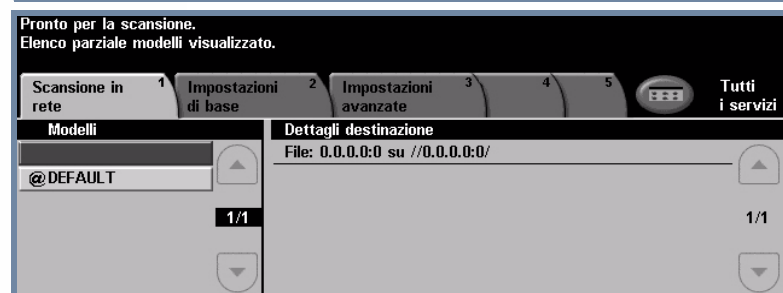 Pronto per la scansione.
Elenco parziale modelli visualizzato.
Scansione in rete 1
Impostazioni di base 2
Impostazioni avanzate 3
4
5
Tutti i servizi
Modelli
Dettagli destinazione
File: 0.0.0.0:0 su //0.0.0.0:0/
@DEFAULT
1/1
1/1